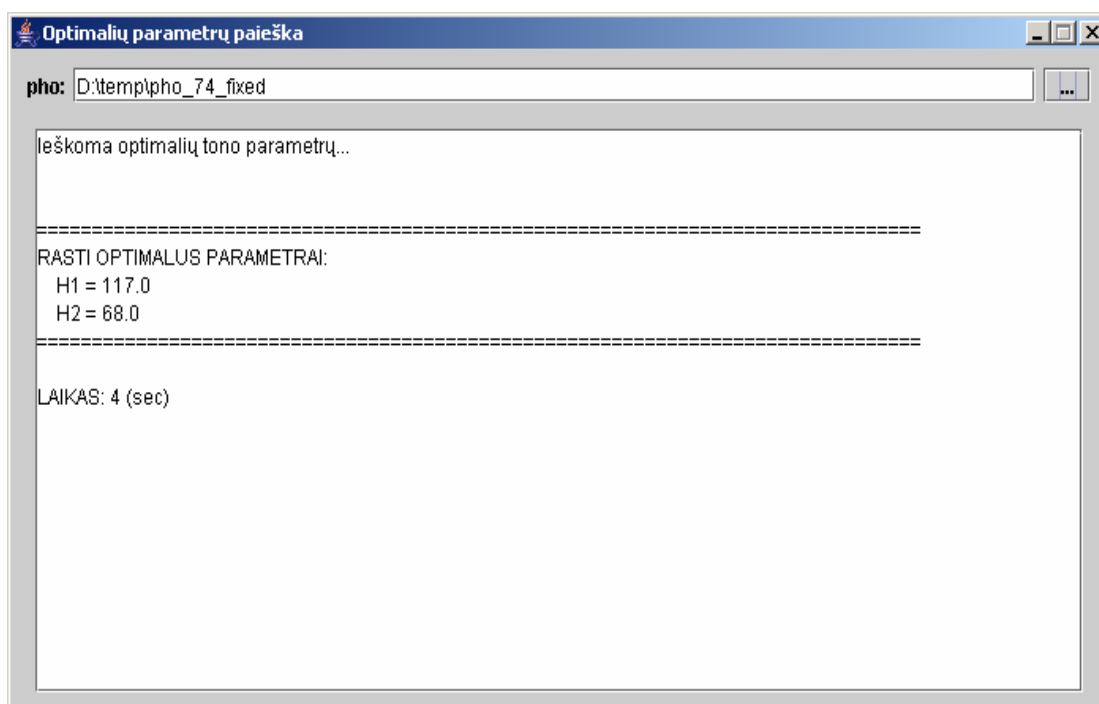 Optimalių parametrų paieška
pho: D:\temp\pho_74_fixed ...
Ieškoma optimalių tono parametrų...
================================================================================
RASTI OPTIMALUS PARAMETRAI:
H1 = 117.0
H2 = 68.0
================================================================================
LAIKAS: 4 (sec)